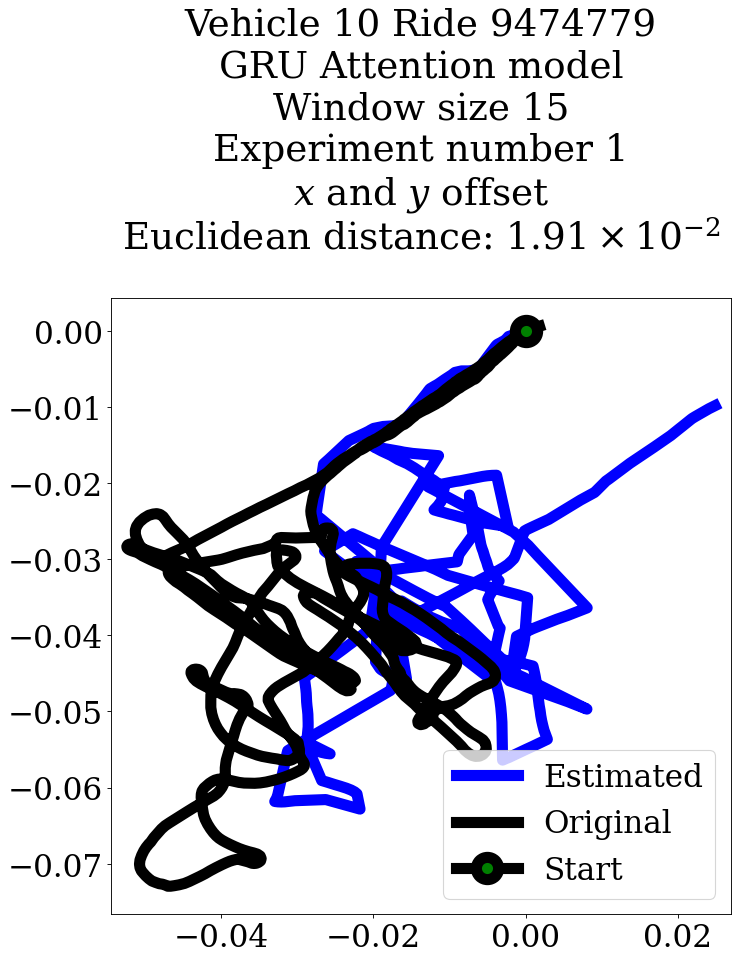 Vehicle 10 Ride 9474779
GRU Attention model
Window size 15
Experiment number 1
x and y offset
Euclidean distance: 1.91 × 10⁻²
0.00
−0.01
−0.02
−0.03
−0.04
−0.05
−0.06
−0.07
−0.04
−0.02
0.00
0.02
Estimated
Original
Start